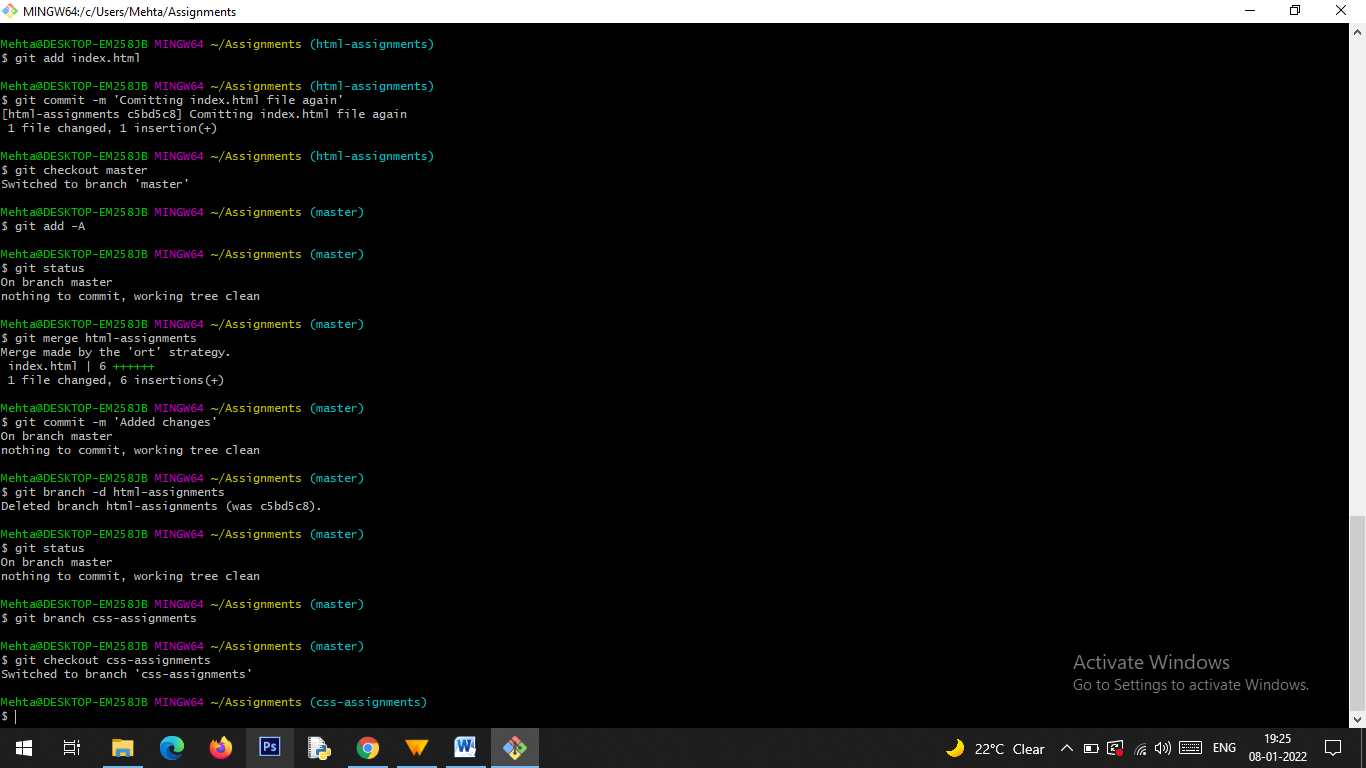 MINGW64:/c/Users/Mehta/Assignments
Mehta@DESKTOP-EM258JB MINGW64 ~/Assignments (html-assignments)
$ git add index.html
Mehta@DESKTOP-EM258JB MINGW64 ~/Assignments (html-assignments)
$ git commit -m 'Comitting index.html file again'
[html-assignments c5bd5c8] Comitting index.html file again
1 file changed, 1 insertion(+)
Mehta@DESKTOP-EM258JB MINGW64 ~/Assignments (html-assignments)
$ git checkout master
Switched to branch 'master'
Mehta@DESKTOP-EM258JB MINGW64 ~/Assignments (master)
$ git add -A
Mehta@DESKTOP-EM258JB MINGW64 ~/Assignments (master)
$ git status
On branch master
nothing to commit, working tree clean
Mehta@DESKTOP-EM258JB MINGW64 ~/Assignments (master)
$ git merge html-assignments
Merge made by the 'ort' strategy.
index.html | 6 ++++++
1 file changed, 6 insertions(+)
Mehta@DESKTOP-EM258JB MINGW64 ~/Assignments (master)
$ git commit -m 'Added changes'
On branch master
nothing to commit, working tree clean
Mehta@DESKTOP-EM258JB MINGW64 ~/Assignments (master)
$ git branch -d html-assignments
Deleted branch html-assignments (was c5bd5c8).
Mehta@DESKTOP-EM258JB MINGW64 ~/Assignments (master)
$ git status
On branch master
nothing to commit, working tree clean
Mehta@DESKTOP-EM258JB MINGW64 ~/Assignments (master)
$ git branch css-assignments
Mehta@DESKTOP-EM258JB MINGW64 ~/Assignments (master)
$ git checkout css-assignments
Switched to branch 'css-assignments'
Mehta@DESKTOP-EM258JB MINGW64 ~/Assignments (css-assignments)
$
Activate Windows
Go to Settings to activate Windows.
Ps
W
22°C Clear
ENG
19:25
08-01-2022